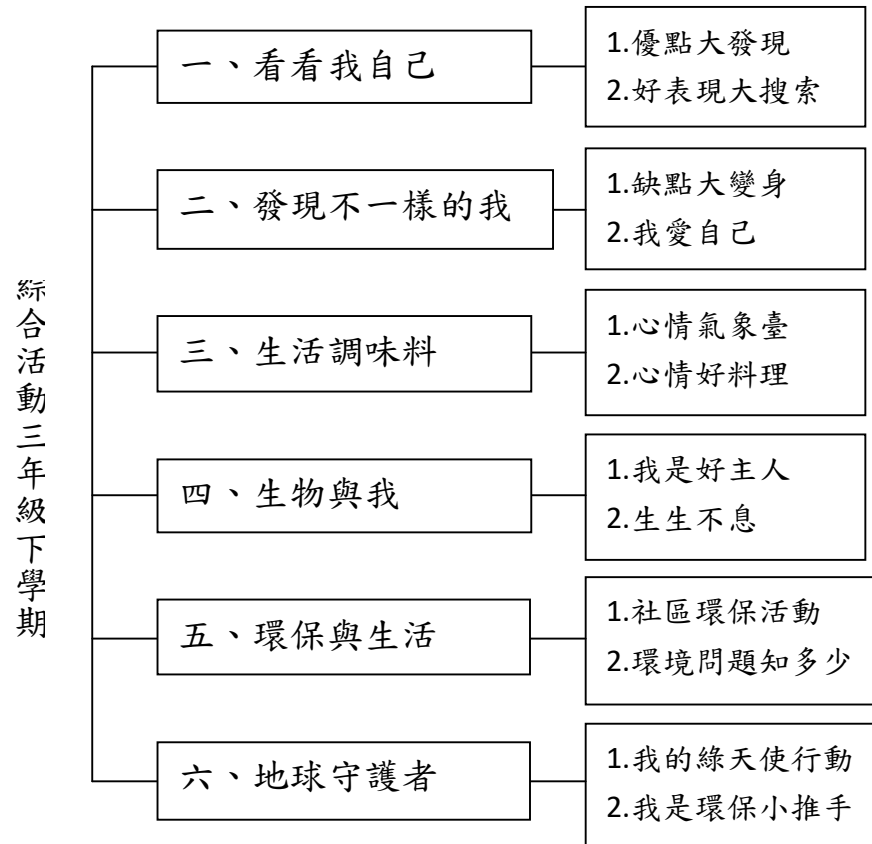 綜合活動三年級下學期
一、看看我自己
1.優點大發現
2.好表現大搜索
二、發現不一樣的我
1.缺點大變身
2.我愛自己
三、生活調味料
1.心情氣象臺
2.心情好料理
四、生物與我
1.我是好主人
2.生生不息
五、環保與生活
1.社區環保活動
2.環境問題知多少
六、地球守護者
1.我的綠天使行動
2.我是環保小推手